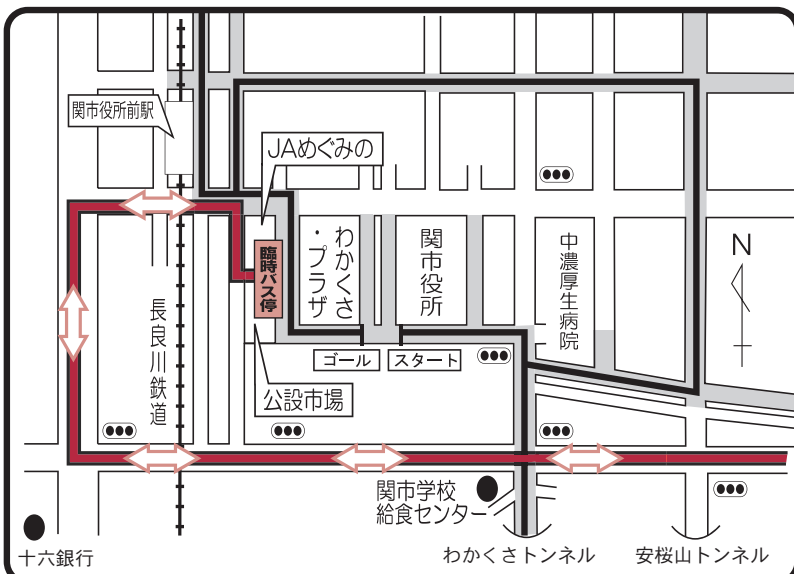 関市役所前駅
JAめぐみの
臨時バス停
わかくさ
・プラザ
関市役所
中濃厚生病院
N
長良川鉄道
ゴール
スタート
公設市場
関市学校
給食センター
十六銀行
わかくさトンネル
安桜山トンネル